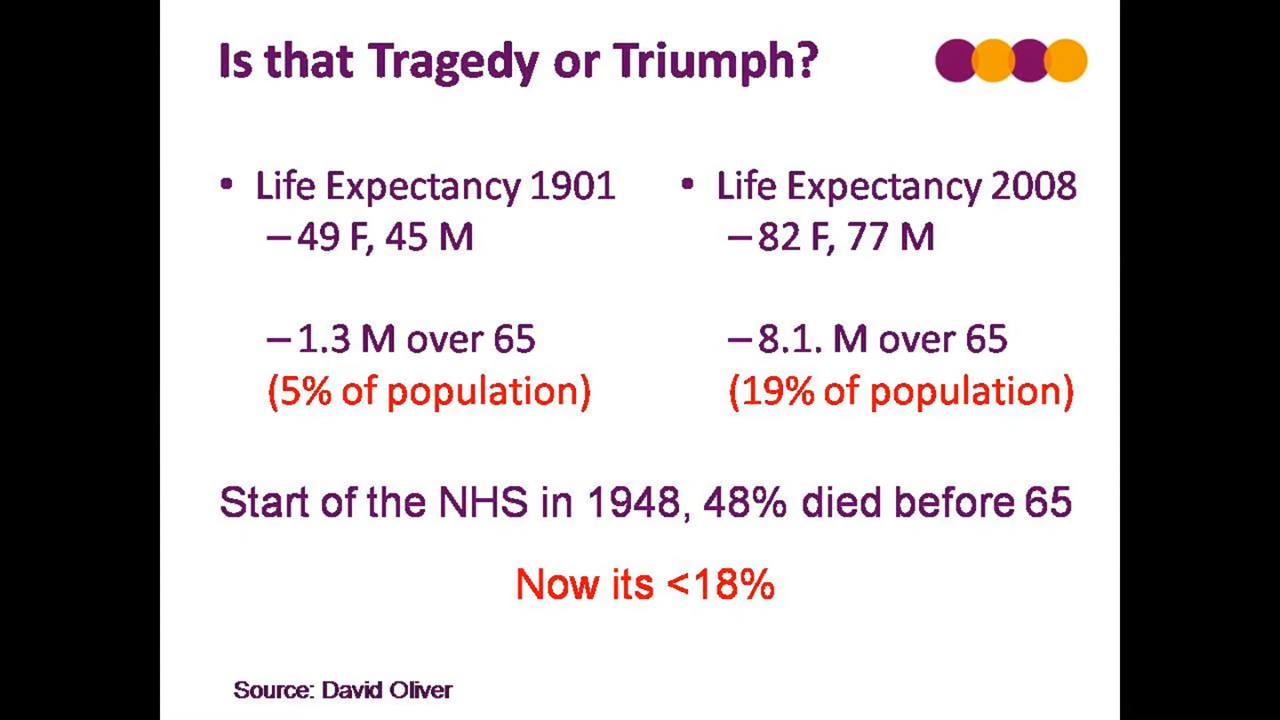 Is that Tragedy or Triumph?
• Life Expectancy 1901
–49 F, 45 M
–1.3 M over 65
(5% of population)
• Life Expectancy 2008
–82 F, 77 M
–8.1. M over 65
(19% of population)
Start of the NHS in 1948, 48% died before 65
Now its <18%
Source: David Oliver